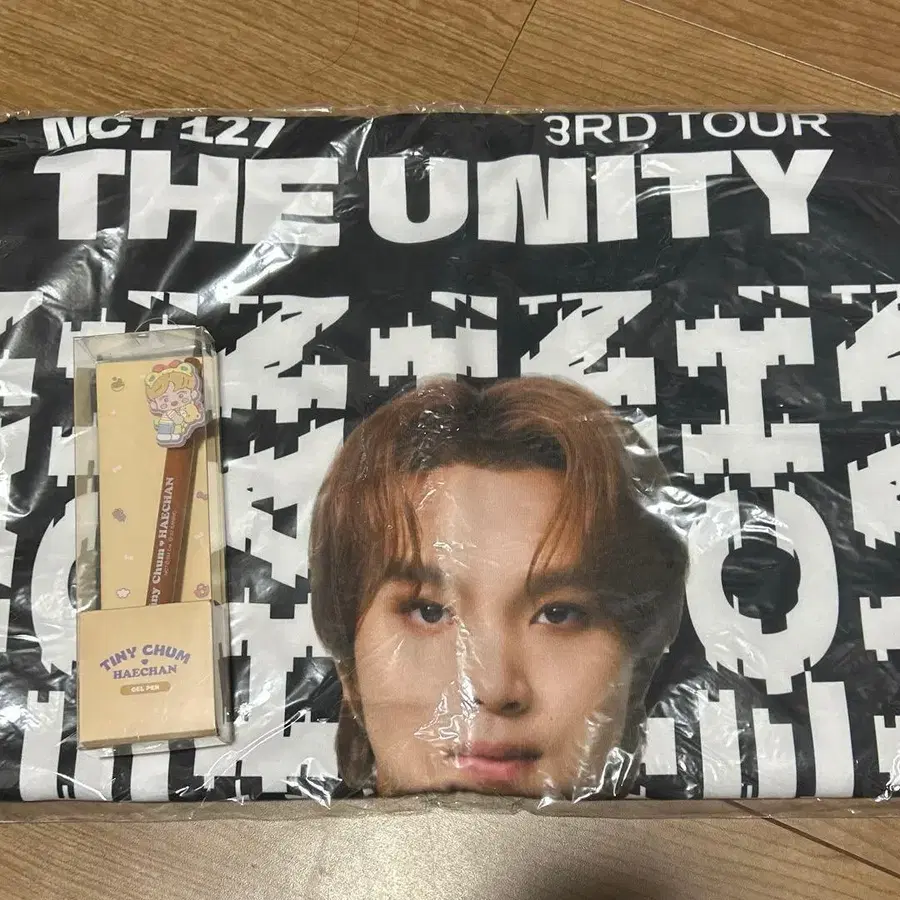 NCT 127
3RD TOUR
THE UNITY
Tiny Chum ♥ HAECHAN
TINY CHUM
♥
HAECHAN
GEL PEN